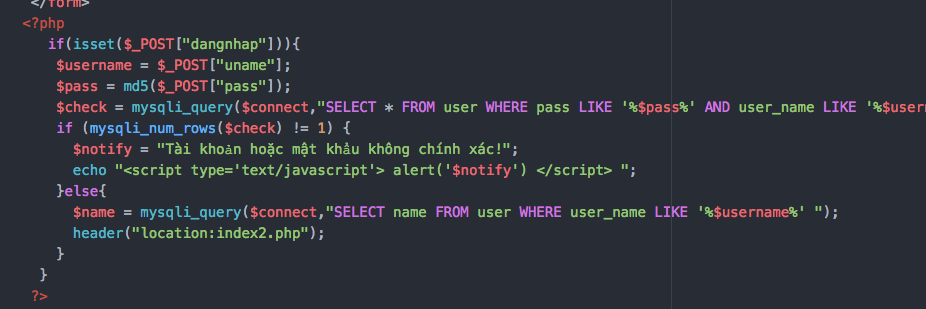 </form>
<?php
if(isset($_POST["dangnhap"])){
$username = $_POST["uname"];
$pass = md5($_POST["pass"]);
$check = mysqli_query($connect,"SELECT * FROM user WHERE pass LIKE '%$pass%' AND user_name LIKE '%$usern
if (mysqli_num_rows($check) != 1) {
$notify = "Tài khoản hoặc mật khẩu không chính xác!";
echo "<script type='text/javascript'> alert('$notify') </script> ";
}else{
$name = mysqli_query($connect,"SELECT name FROM user WHERE user_name LIKE '%$username%' ");
header("location:index2.php");
}
}
?>